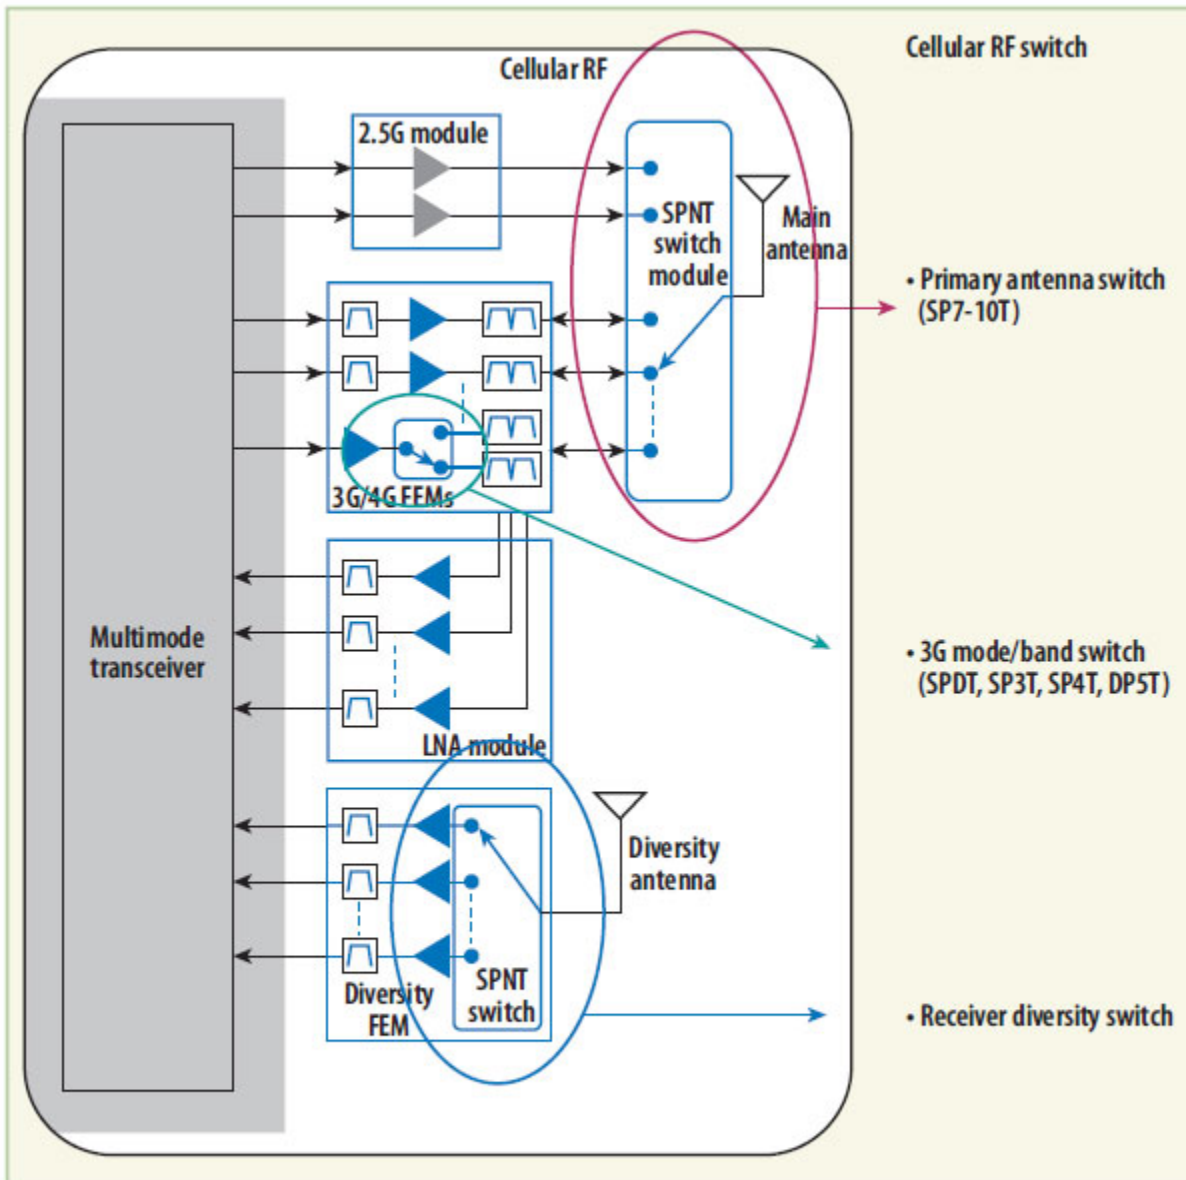 Cellular RF switch
Cellular RF
2.5G module
SPNT
switch
module
Main
antenna
• Primary antenna switch
(SP7-10T)
3G/4G FEMs
Multimode
transceiver
• 3G mode/band switch
(SPDT, SP3T, SP4T, DP5T)
LNA module
Diversity
antenna
SPNT
switch
Diversity
FEM
• Receiver diversity switch